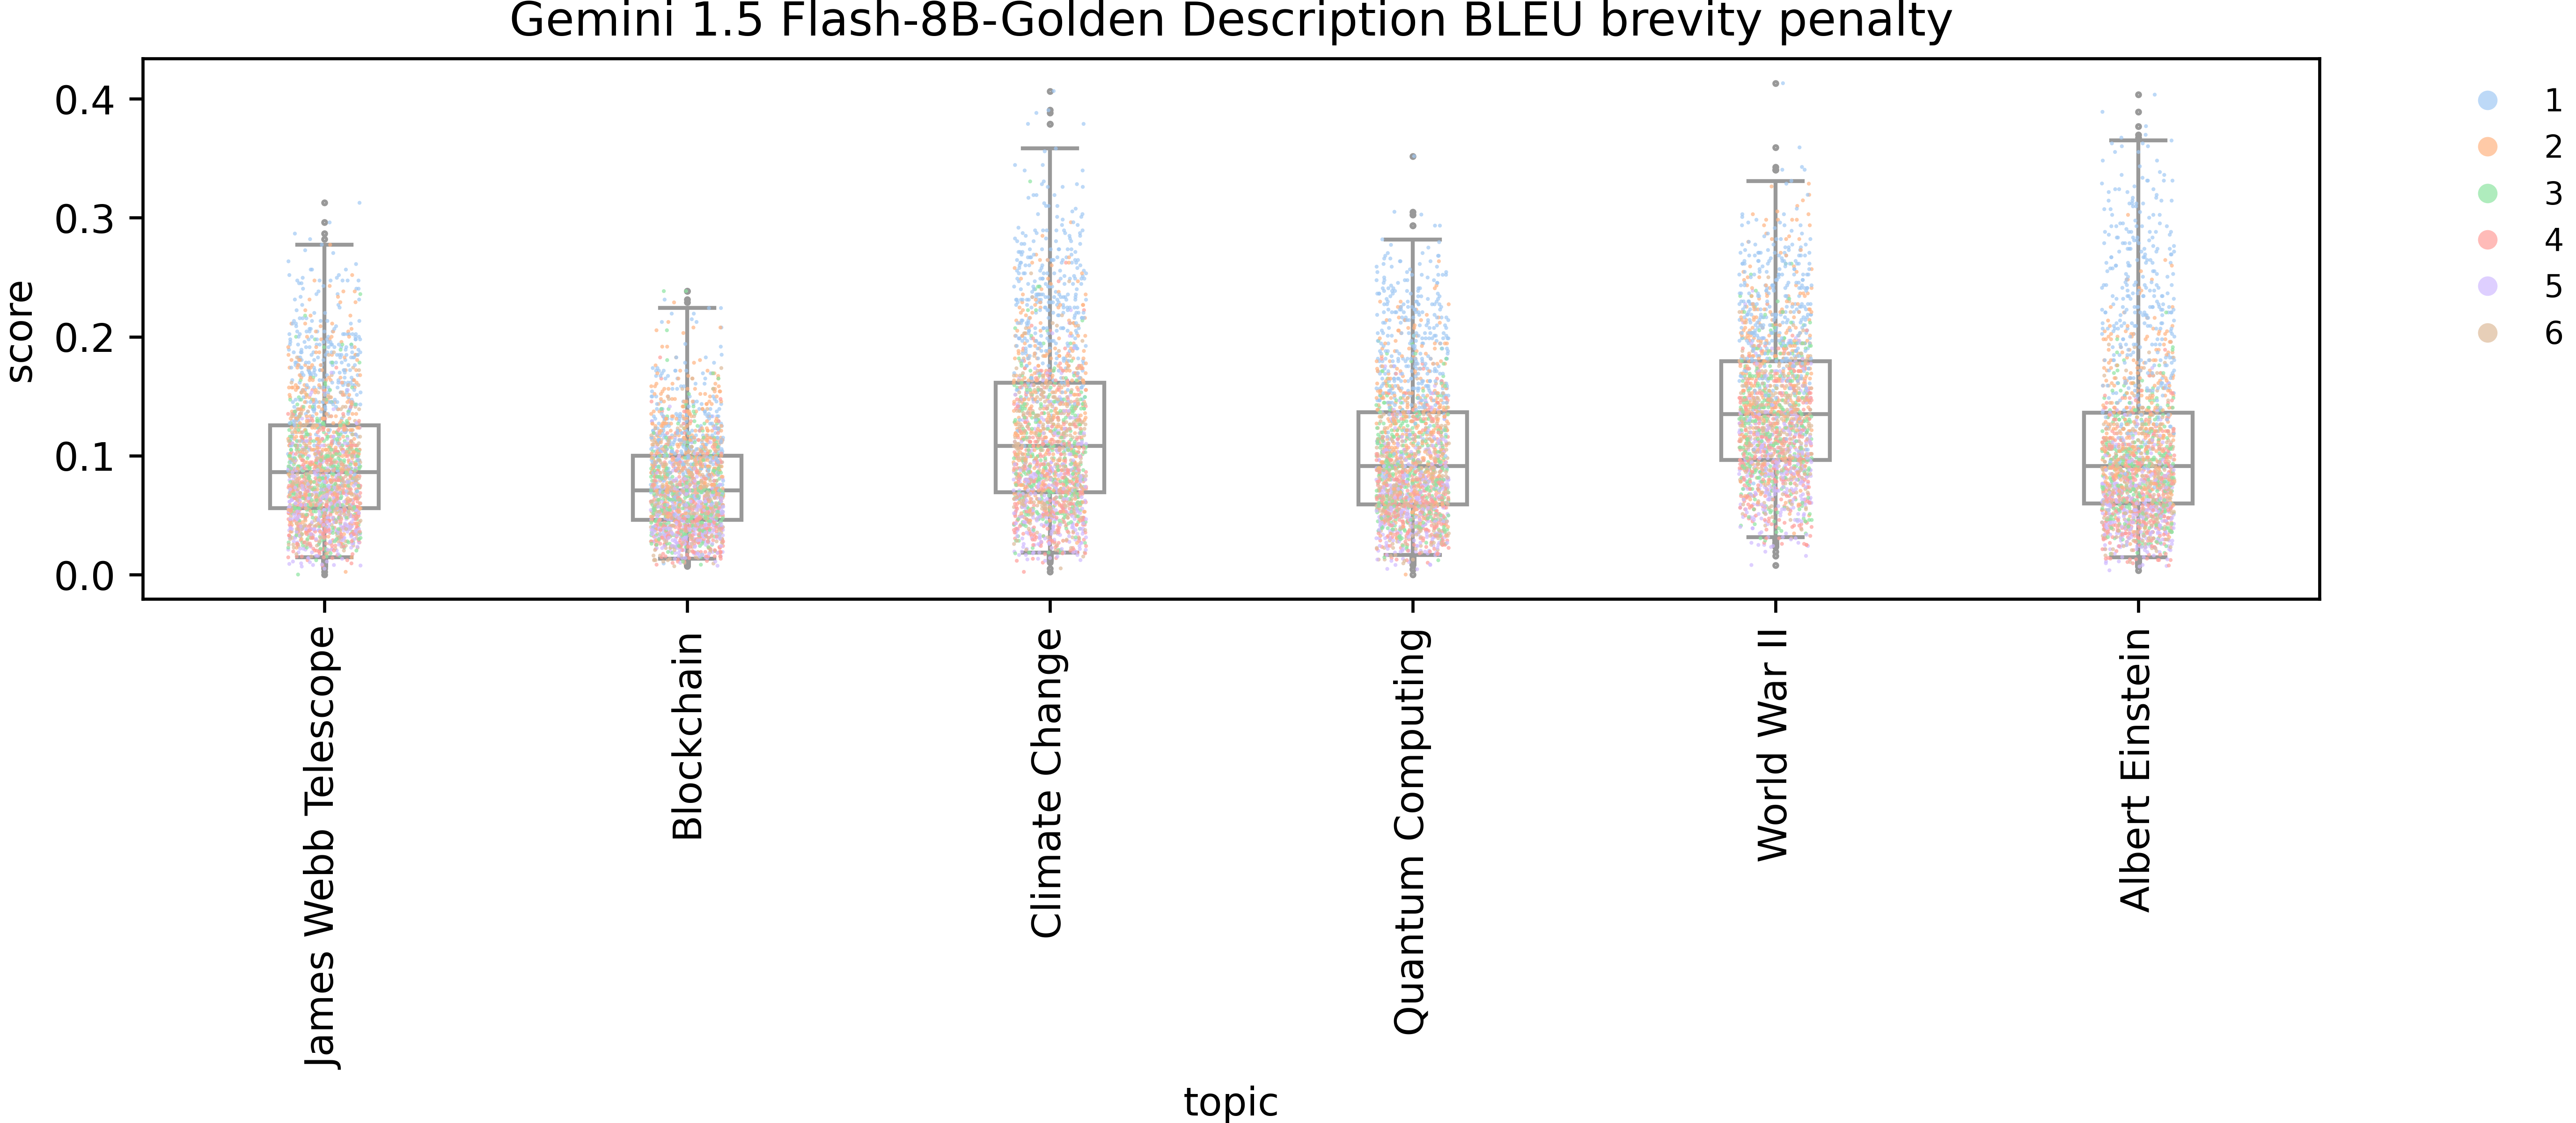 Gemini 1.5 Flash-8B-Golden Description BLEU brevity penalty
score
0.4
0.3
0.2
0.1
0.0
James Webb Telescope
Blockchain
Climate Change
Quantum Computing
World War II
Albert Einstein
topic
1
2
3
4
5
6